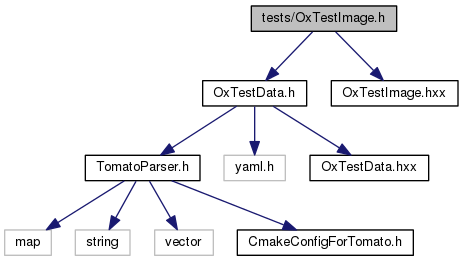 tests/OxTestImage.h
OxTestData.h
OxTestImage.hxx
TomatoParser.h
yaml.h
OxTestData.hxx
map
string
vector
CmakeConfigForTomato.h